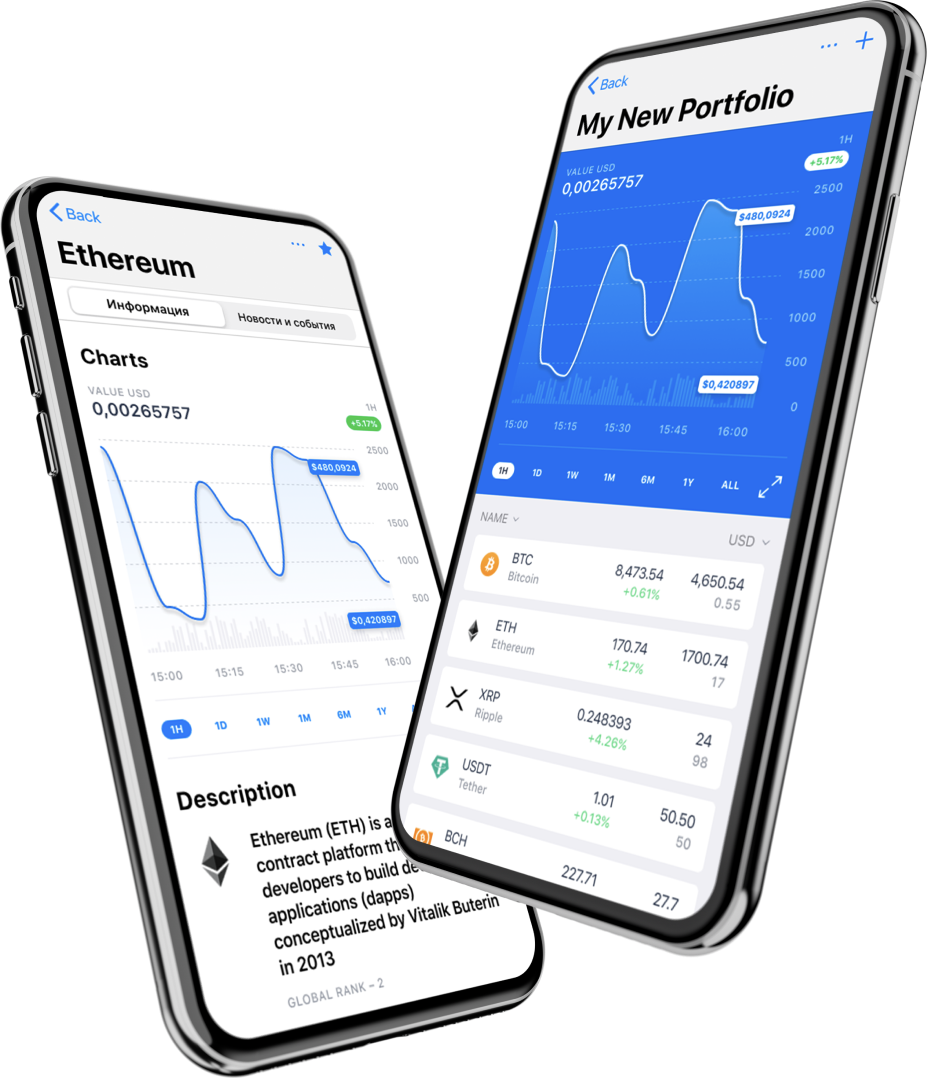 Back
Ethereum
Информация
Новости и события
Charts
VALUE USD
0,00265757
1H
+5.17%
2500
$480,0924
2000
1500
1000
500
$0,420897
15:00 15:15 15:30 15:45 16:00
1H 1D 1W 1M 6M 1Y
Description
Ethereum (ETH) is a
contract platform th
developers to build de
applications (dapps)
conceptualized by Vitalik Buterin
in 2013
GLOBAL RANK – 2
Back
My New Portfolio
1H
+5.17%
VALUE USD
0,00265757
2500
$480,0924
2000
1500
1000
500
$0,420897
0
15:00 15:15 15:30 15:45 16:00
1H 1D 1W 1M 6M 1Y ALL
NAME
USD
BTC 8,473.54 4,650.54
Bitcoin +0.61% 0.55
ETH 170.74 1700.74
Ethereum +1.27% 17
XRP 0.248393 24
Ripple +4.26% 98
USDT 1.01 50.50
Tether +0.13% 50
BCH 227.71 27.7